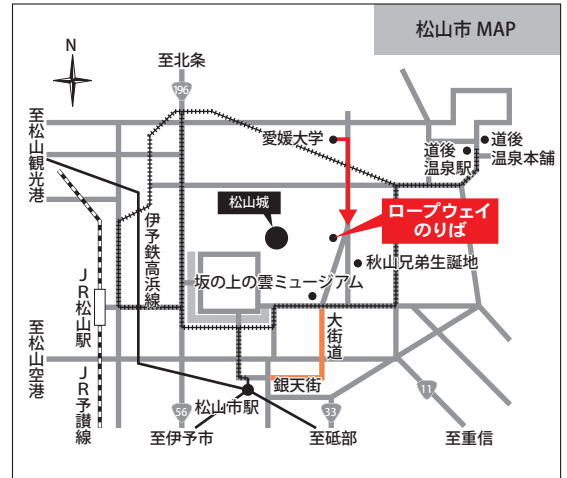 松山市 MAP
N
至北条
196
至松山観光港
愛媛大学
道後
温泉駅
道後
温泉本舗
松山城
ロープウェイ
のりば
伊予鉄高浜線
秋山兄弟生誕地
坂の上の雲ミュージアム
JR松山駅
大街道
至松山空港
銀天街
JR予讃線
松山市駅
11
56
33
至伊予市
至砥部
至重信